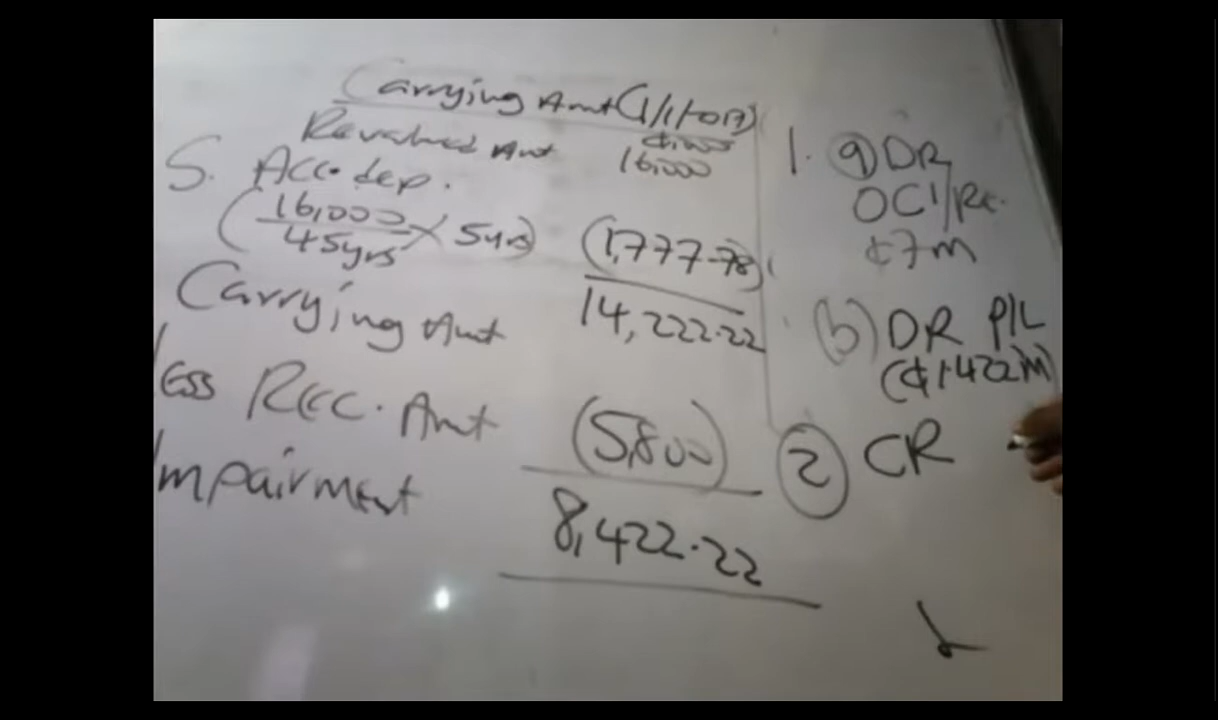 Carrying Amt (1/1/2017)
Revalued Amt 16,000
Acc. dep.
(16,000 / 45yrs × 5yrs) (1,777.78)
Carrying Amt 14,222.22
less Rec. Amt (5,800)
Impairment 8,422.22
1. a) DR
OCI/
¢7m
(b) DR P/L
(¢1.422m)
2 CR